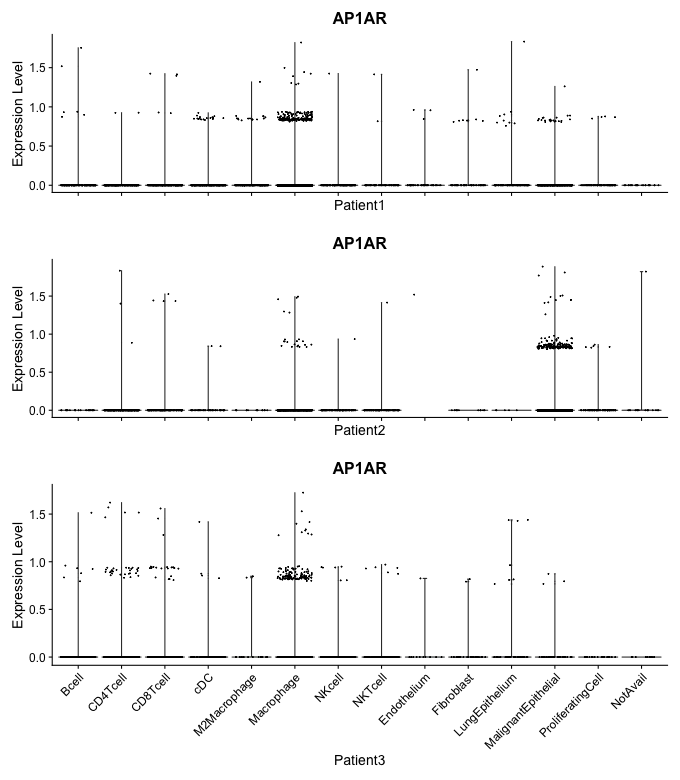 AP1AR
Expression Level
1.5
1.0
0.5
0.0
Patient1
AP1AR
Expression Level
1.5
1.0
0.5
0.0
Patient2
AP1AR
Expression Level
1.5
1.0
0.5
0.0
Bcell
CD4Tcell
CD8Tcell
cDC
M2Macrophage
Macrophage
NKcell
NKTcell
Endothelium
Fibroblast
LungEpithelium
MalignantEpithelial
ProliferatingCell
NotAvail
Patient3